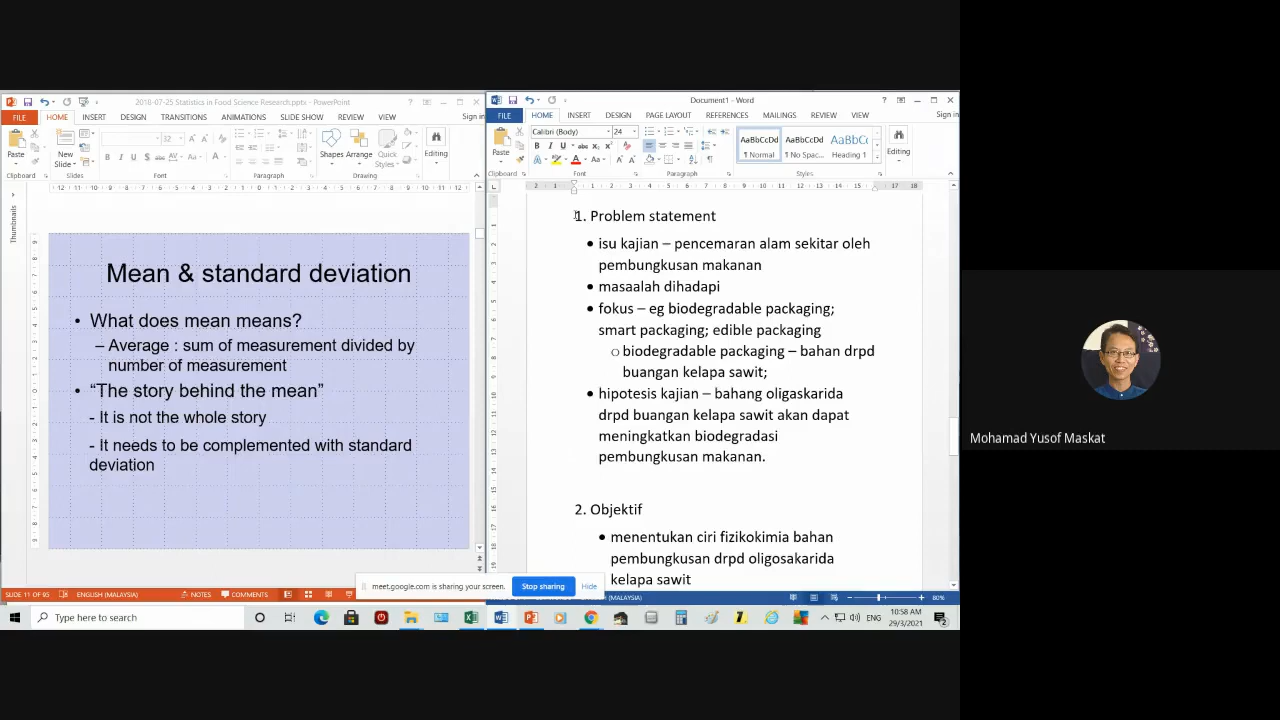 2018-07-25 Statistics in Food Science Research.pptx - PowerPoint
Sign in
FILE HOME INSERT DESIGN TRANSITIONS ANIMATIONS SLIDE SHOW REVIEW VIEW
Paste
New
Slide
32
Shapes Arrange Quick
Styles
Editing
Clipboard Slides Font Paragraph Drawing
Thumbnails
Mean & standard deviation
• What does mean means?
– Average : sum of measurement divided by
number of measurement
• “The story behind the mean”
- It is not the whole story
- It needs to be complemented with standard
deviation
SLIDE 11 OF 95 ENGLISH (MALAYSIA) NOTES COMMENTS
Document1 - Word
Sign in
FILE HOME INSERT DESIGN PAGE LAYOUT REFERENCES MAILINGS REVIEW VIEW
Paste
Calibri (Body) 24
AaBbCcDd AaBbCcDd AaBbC
¶ Normal ¶ No Spac... Heading 1
Editing
Clipboard Font Paragraph Styles
1. Problem statement
• isu kajian – pencemaran alam sekitar oleh
pembungkusan makanan
• masaalah dihadapi
• fokus – eg biodegradable packaging;
smart packaging; edible packaging
o biodegradable packaging – bahan drpd
buangan kelapa sawit;
• hipotesis kajian – bahang oligaskarida
drpd buangan kelapa sawit akan dapat
meningkatkan biodegradasi
pembungkusan makanan.
2. Objektif
• menentukan ciri fizikokimia bahan
pembungkusan drpd oligosakarida
kelapa sawit
(MALAYSIA) 80%
meet.google.com is sharing your screen. Stop sharing Hide
Type here to search
ENG
10:58 AM
29/3/2021
Mohamad Yusof Maskat